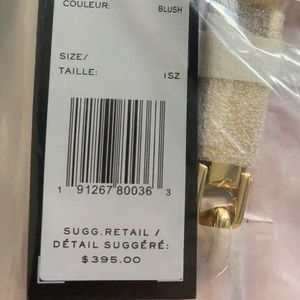 COULEUR: BLUSH
SIZE/
TAILLE: 1SZ
1 91267 80036 3
SUGG.RETAIL /
DÉTAIL SUGGÉRÉ:
$395.00